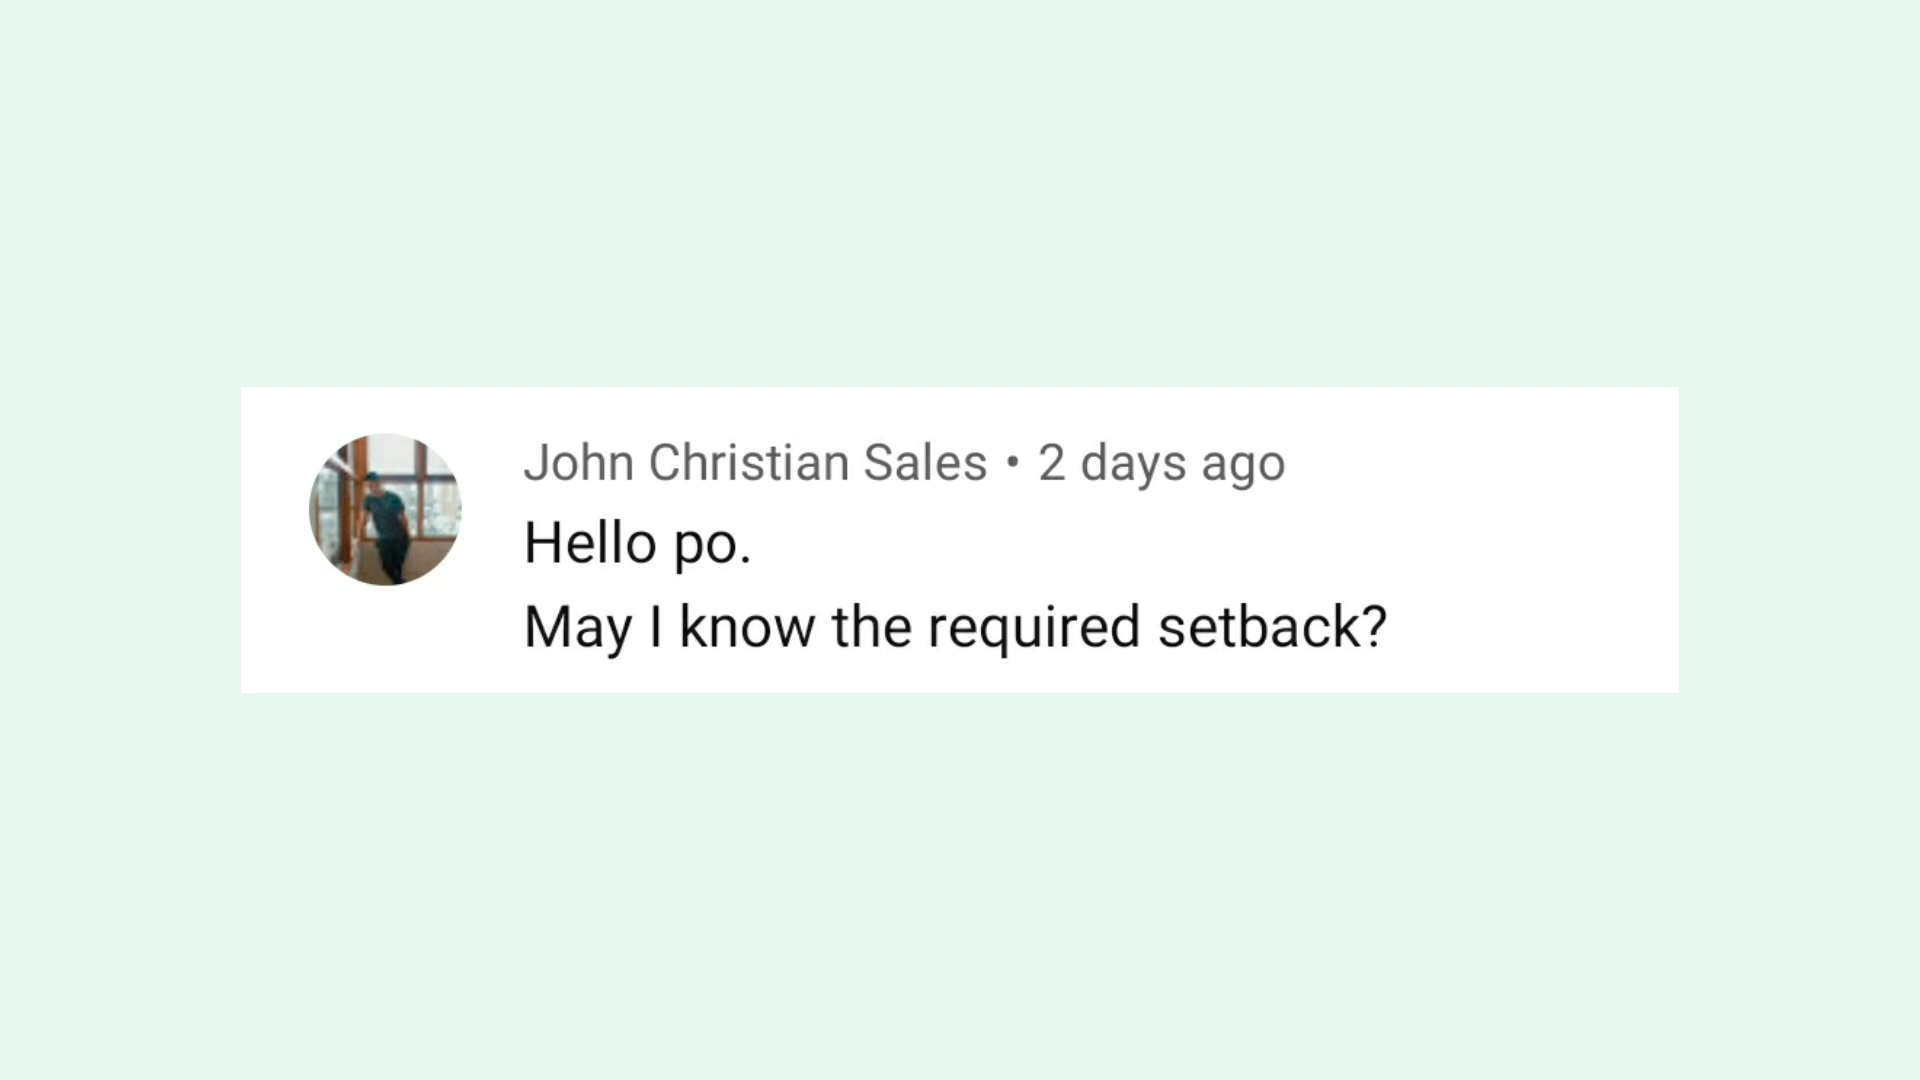 John Christian Sales • 2 days ago
Hello po.
May I know the required setback?